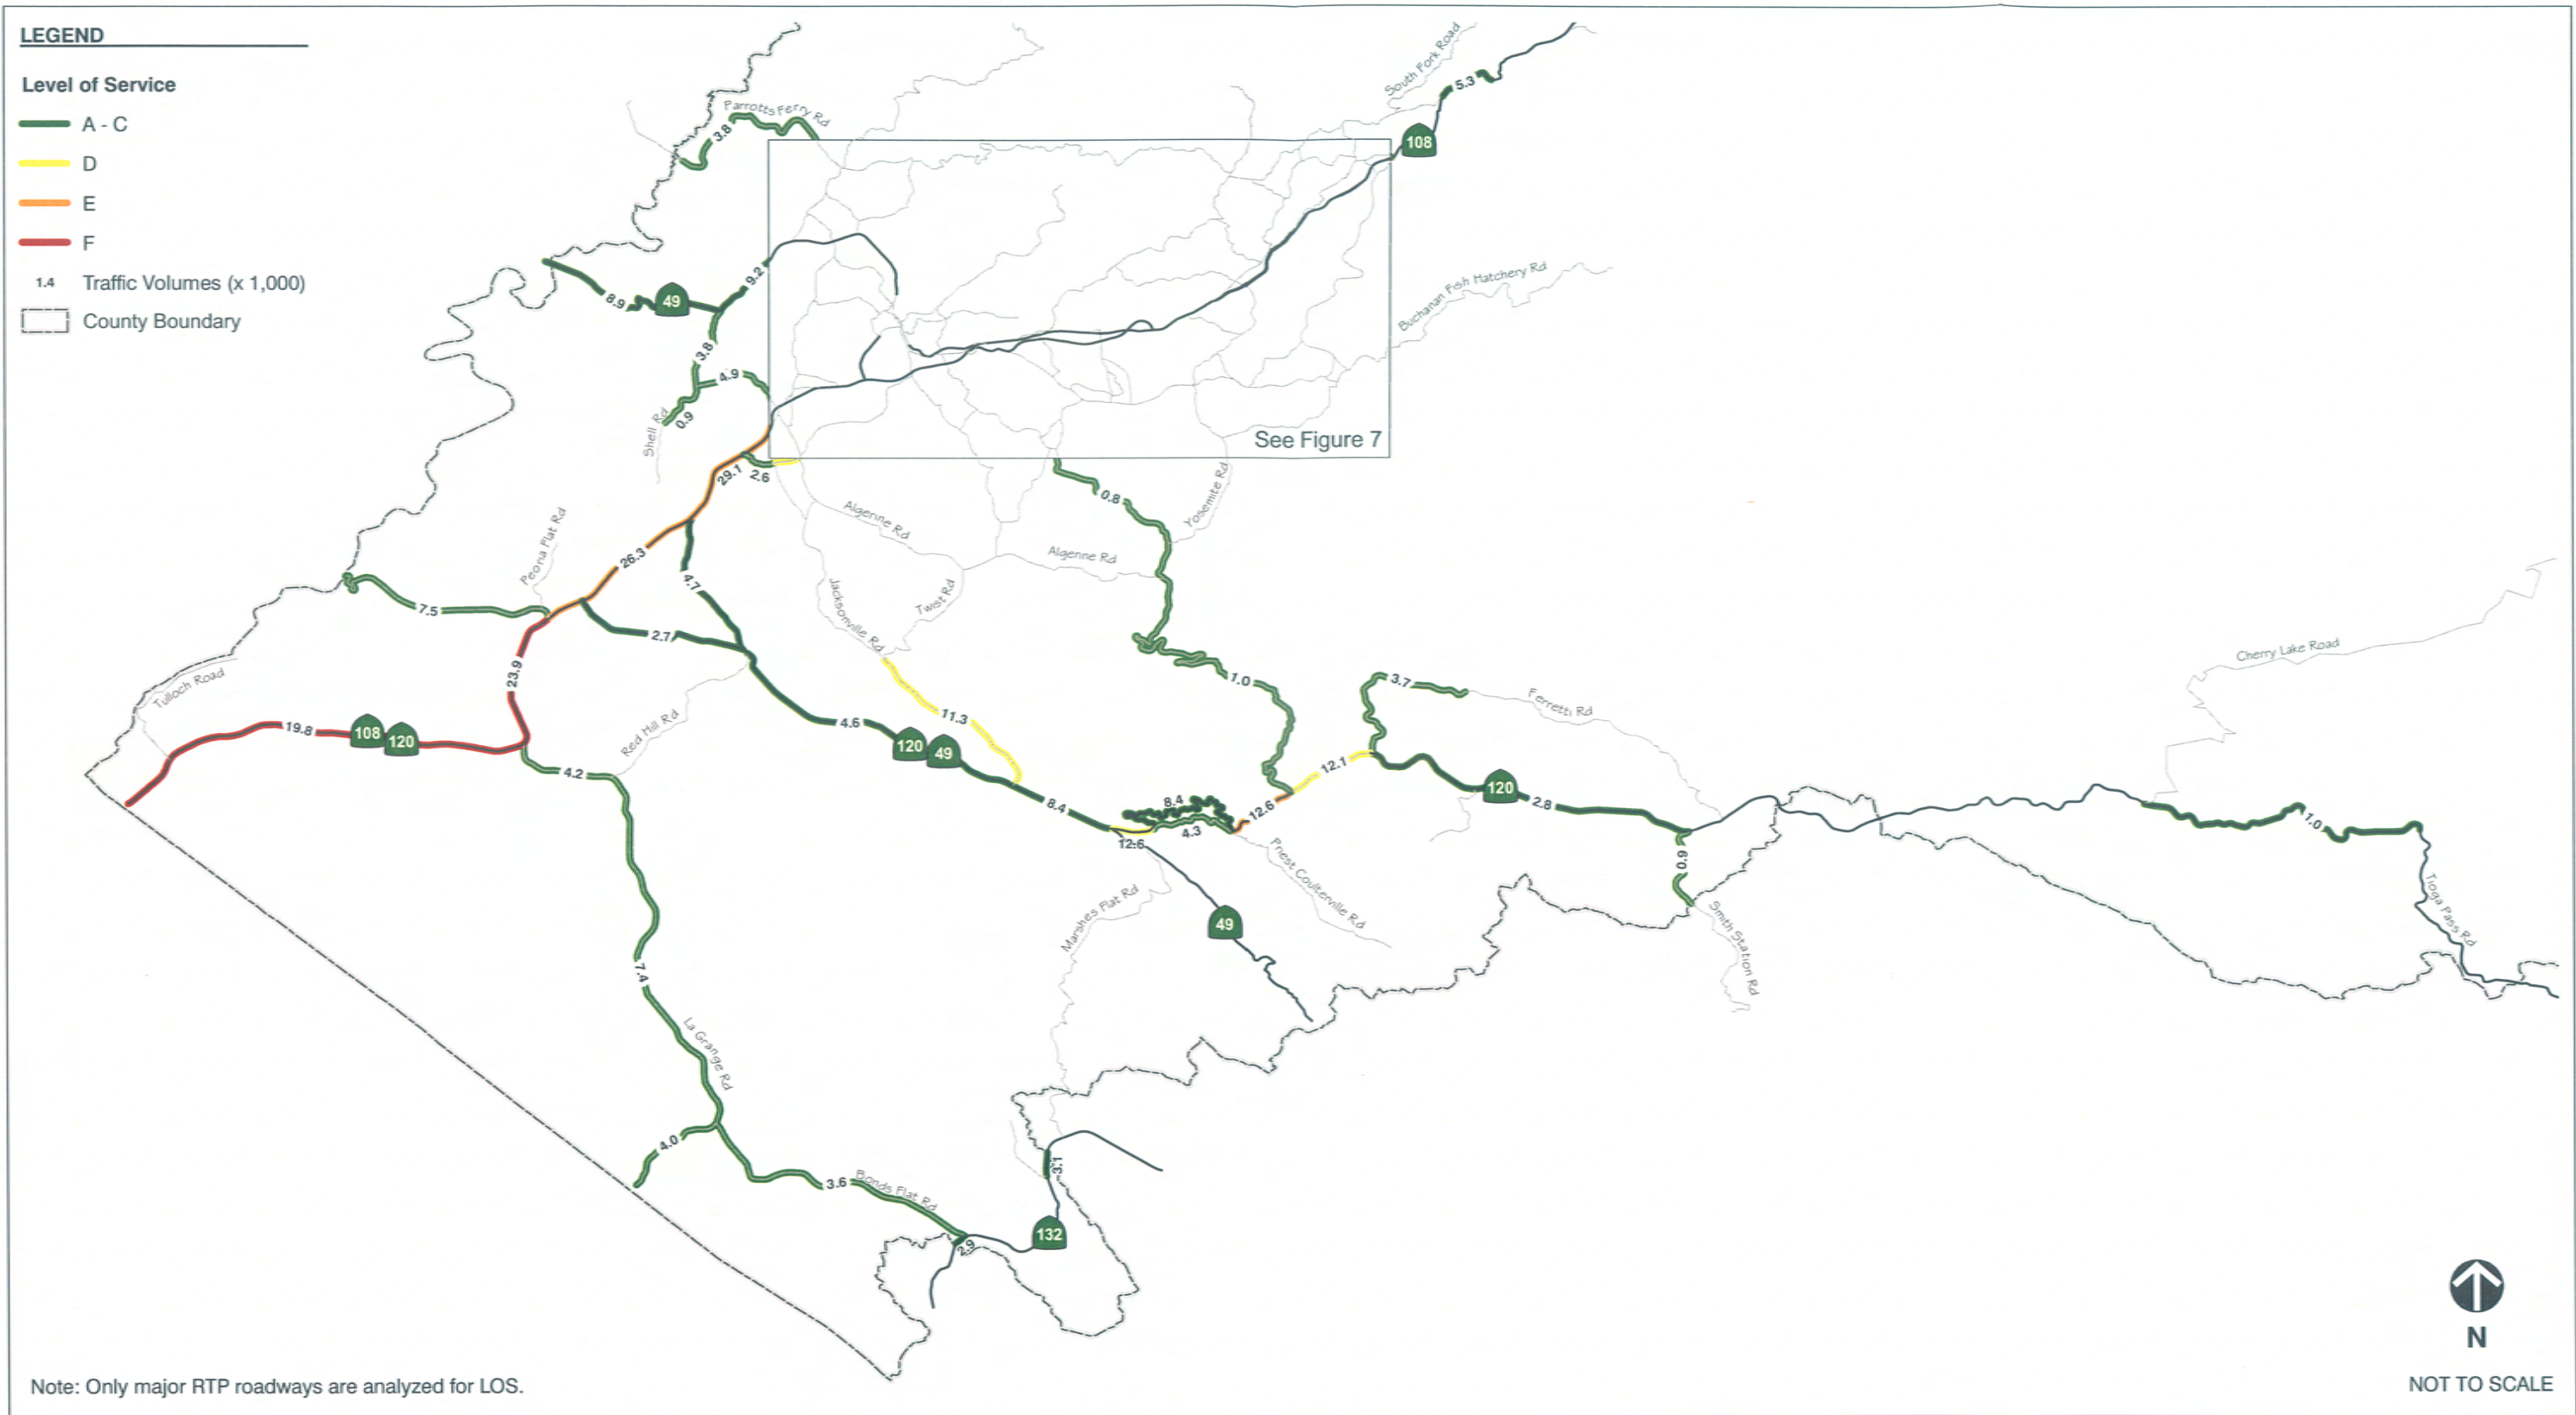 LEGEND
Level of Service
A - C
D
E
F
1.4 Traffic Volumes (x 1,000)
County Boundary
South Fork Road
5.3
108
Parrotts Ferry Rd
3.8
9.2
8.9
49
3.8
4.9
Shell Rd
0.9
Buchanan Fish Hatchery Rd
See Figure 7
29.1
2.6
0.8
Yosemite Rd
Algerine Rd
Algerine Rd
Peona Flat Rd
26.3
4.7
Jacksonville Rd
Twist Rd
7.5
2.7
23.9
Tulloch Road
19.8
108
120
Red Hill Rd
4.2
4.6
120
49
11.3
1.0
3.7
Ferretti Rd
Cherry Lake Road
12.1
120
2.8
8.4
8.4
4.3
12.6
12.6
0.9
1.0
Priest Coulterville Rd
Marshes Flat Rd
49
Smith Station Rd
Tioga Pass Rd
7.4
La Grange Rd
4.0
3.6
Bonds Flat Rd
3.1
132
2.9
N
NOT TO SCALE
Note: Only major RTP roadways are analyzed for LOS.